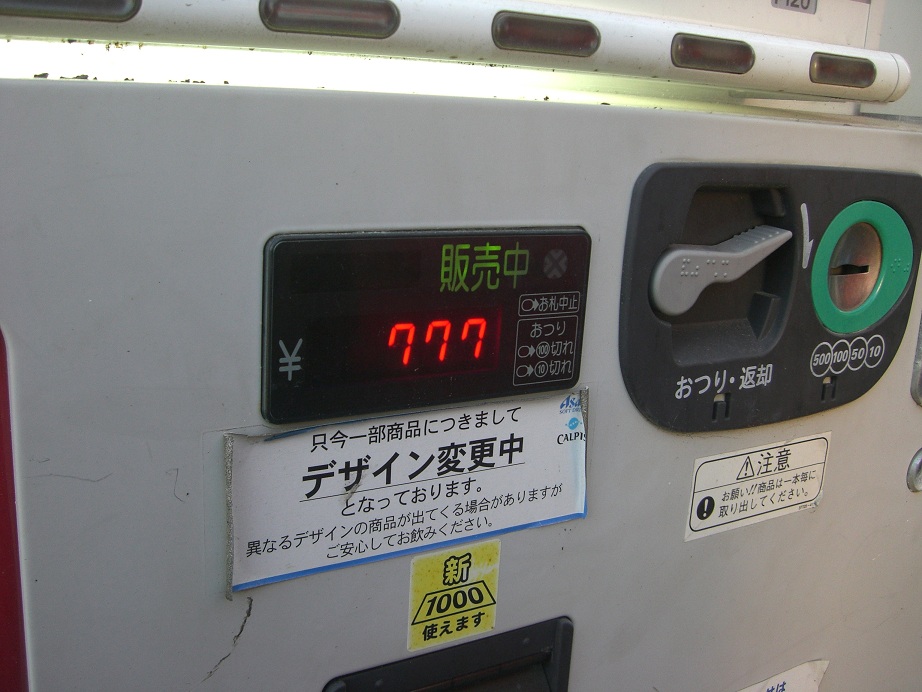 販売中
お札中止
おつり
100切れ
10切れ
¥ 777
おつり・返却
500 100 50 10
只今一部商品につきまして
デザイン変更中
となっております。
異なるデザインの商品が出てくる場合がありますが
ご安心してお飲みください。
CALPIS
注意
お願い!!商品は一本毎に
取り出してください。
新
1000
使えます